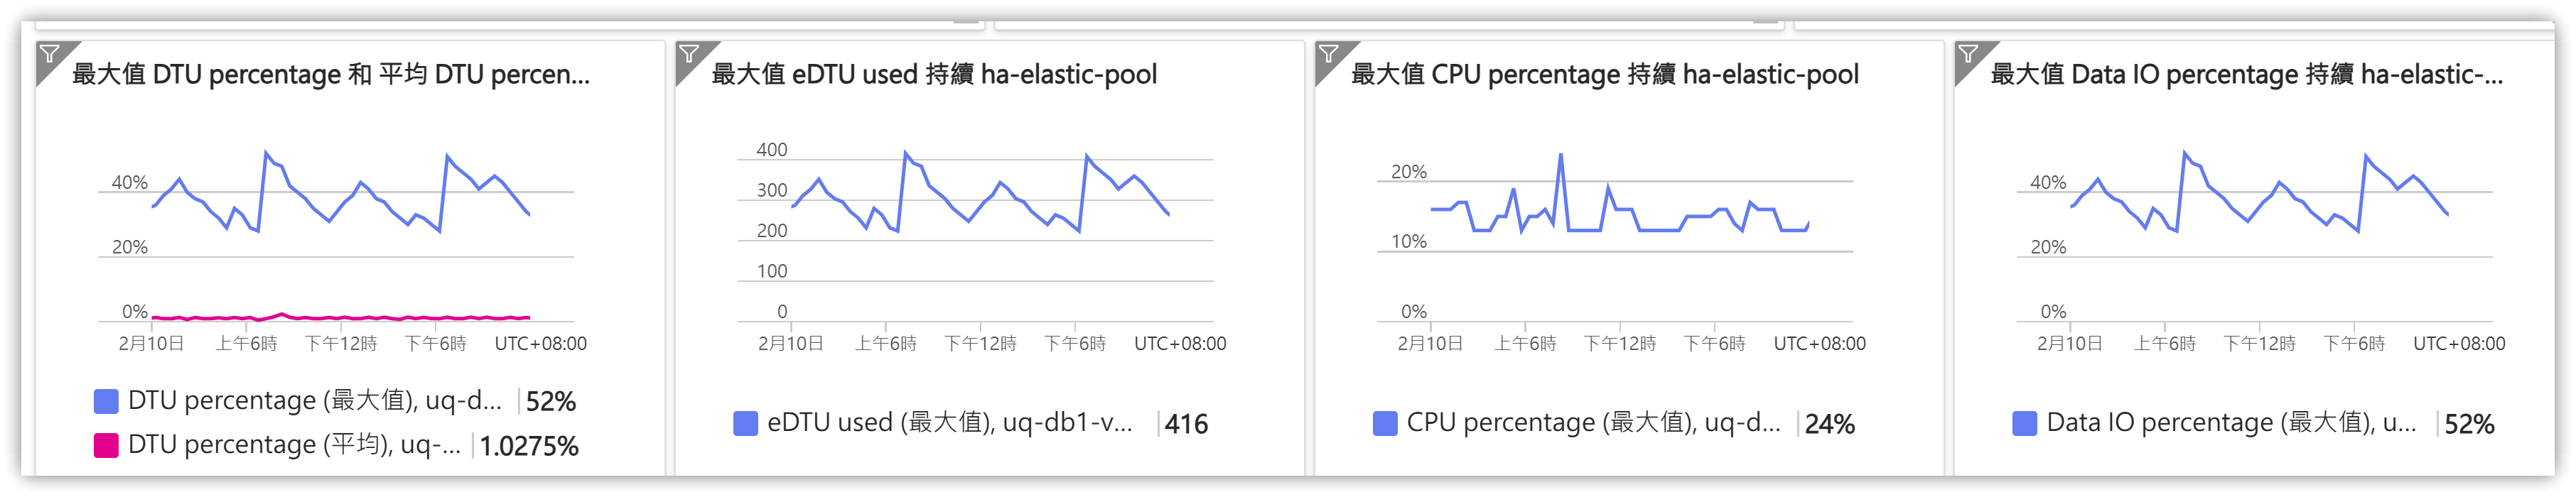 最大值 DTU percentage 和 平均 DTU percen...
40%
20%
0%
2月10日 上午6時 下午12時 下午6時 UTC+08:00
DTU percentage (最大值), uq-d... 52%
DTU percentage (平均), uq-... 1.0275%
最大值 eDTU used 持續 ha-elastic-pool
400
300
200
100
0
2月10日 上午6時 下午12時 下午6時 UTC+08:00
eDTU used (最大值), uq-db1-v... 416
最大值 CPU percentage 持續 ha-elastic-pool
20%
10%
0%
2月10日 上午6時 下午12時 下午6時 UTC+08:00
CPU percentage (最大值), uq-d... 24%
最大值 Data IO percentage 持續 ha-elastic-...
40%
20%
0%
2月10日 上午6時 下午12時 下午6時 UTC+08:00
Data IO percentage (最大值), u... 52%